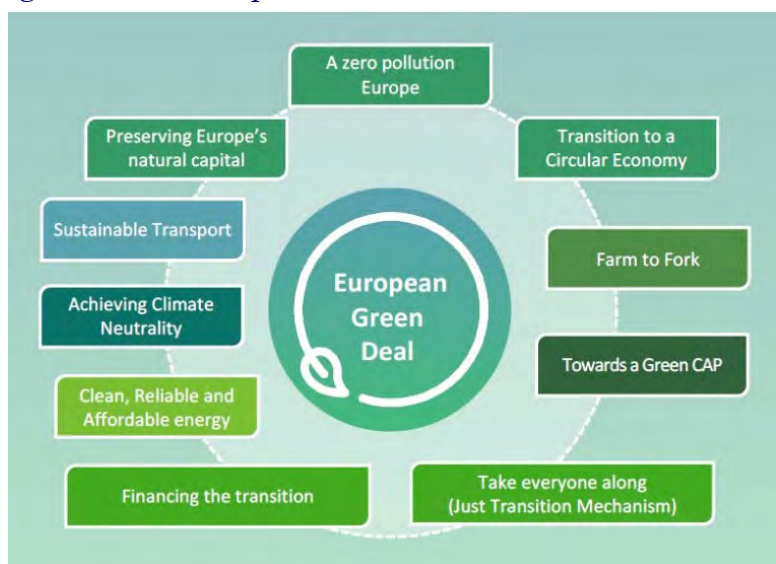 A zero pollution
Europe
Preserving Europe's
natural capital
Transition to a
Circular Economy
Sustainable Transport
Farm to Fork
European
Green
Deal
Achieving Climate
Neutrality
Towards a Green CAP
Clean, Reliable and
Affordable energy
Financing the transition
Take everyone along
(Just Transition Mechanism)